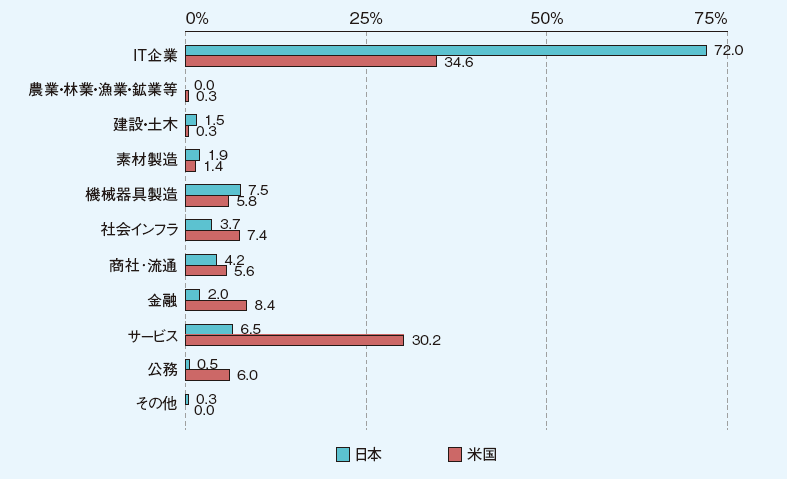 0% 25% 50% 75%
IT企業 72.0
34.6
農業・林業・漁業・鉱業等 0.0
0.3
建設・土木 1.5
0.3
素材製造 1.9
1.4
機械器具製造 7.5
5.8
社会インフラ 3.7
7.4
商社・流通 4.2
5.6
金融 2.0
8.4
サービス 6.5
30.2
公務 0.5
6.0
その他 0.3
0.0
日本 米国